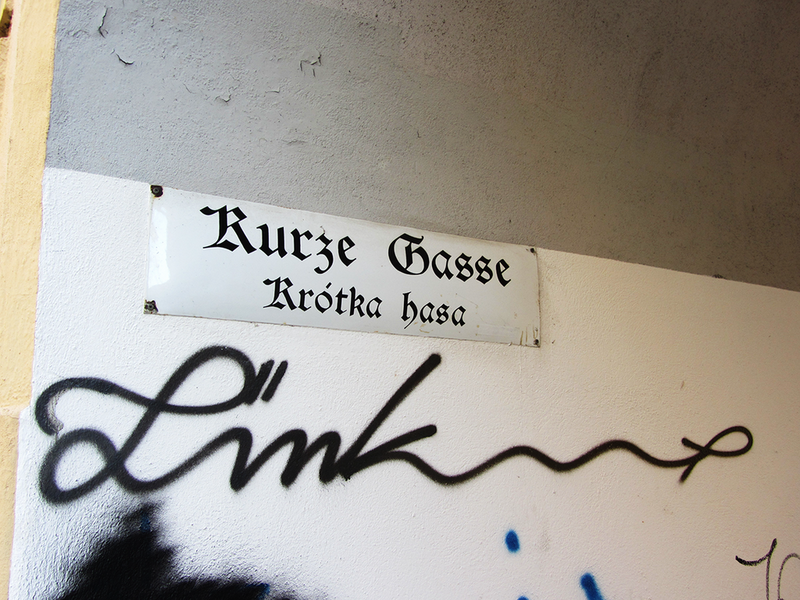 Kurze Gasse
Krótka hasa
Link